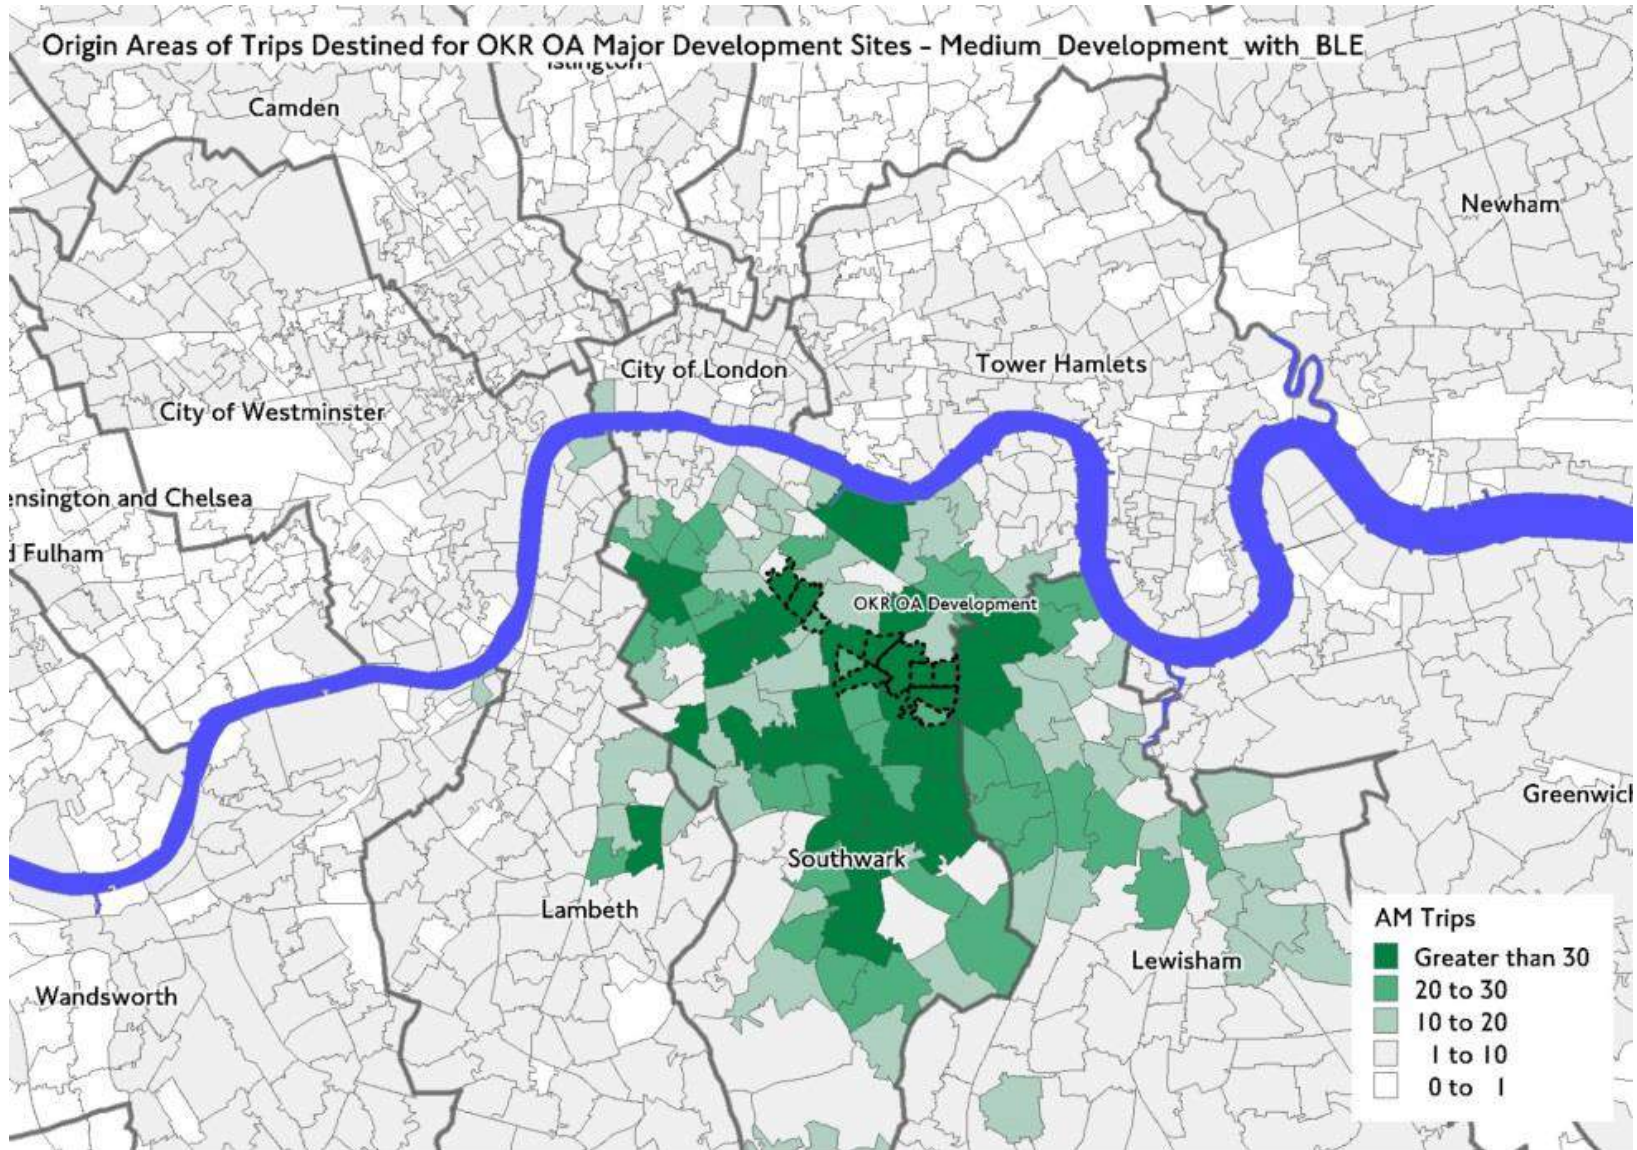 Origin Areas of Trips Destined for OKR OA Major Development Sites - Medium_Development_with_BLE
Islington
Camden
Newham
City of London
Tower Hamlets
City of Westminster
ensington and Chelsea
d Fulham
OKR OA Development
Greenwich
Southwark
Lambeth
Lewisham
Wandsworth
AM Trips
Greater than 30
20 to 30
10 to 20
1 to 10
0 to 1